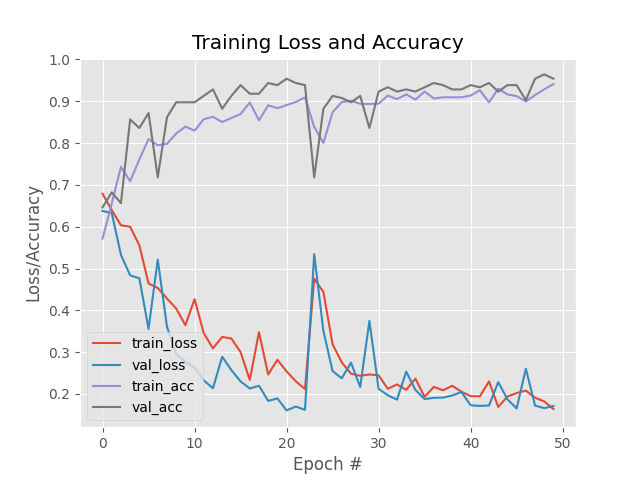 Training Loss and Accuracy
1.0
0.9
0.8
0.7
0.6
0.5
0.4
0.3
0.2
Loss/Accuracy
train_loss
val_loss
train_acc
val_acc
0 10 20 30 40 50
Epoch #